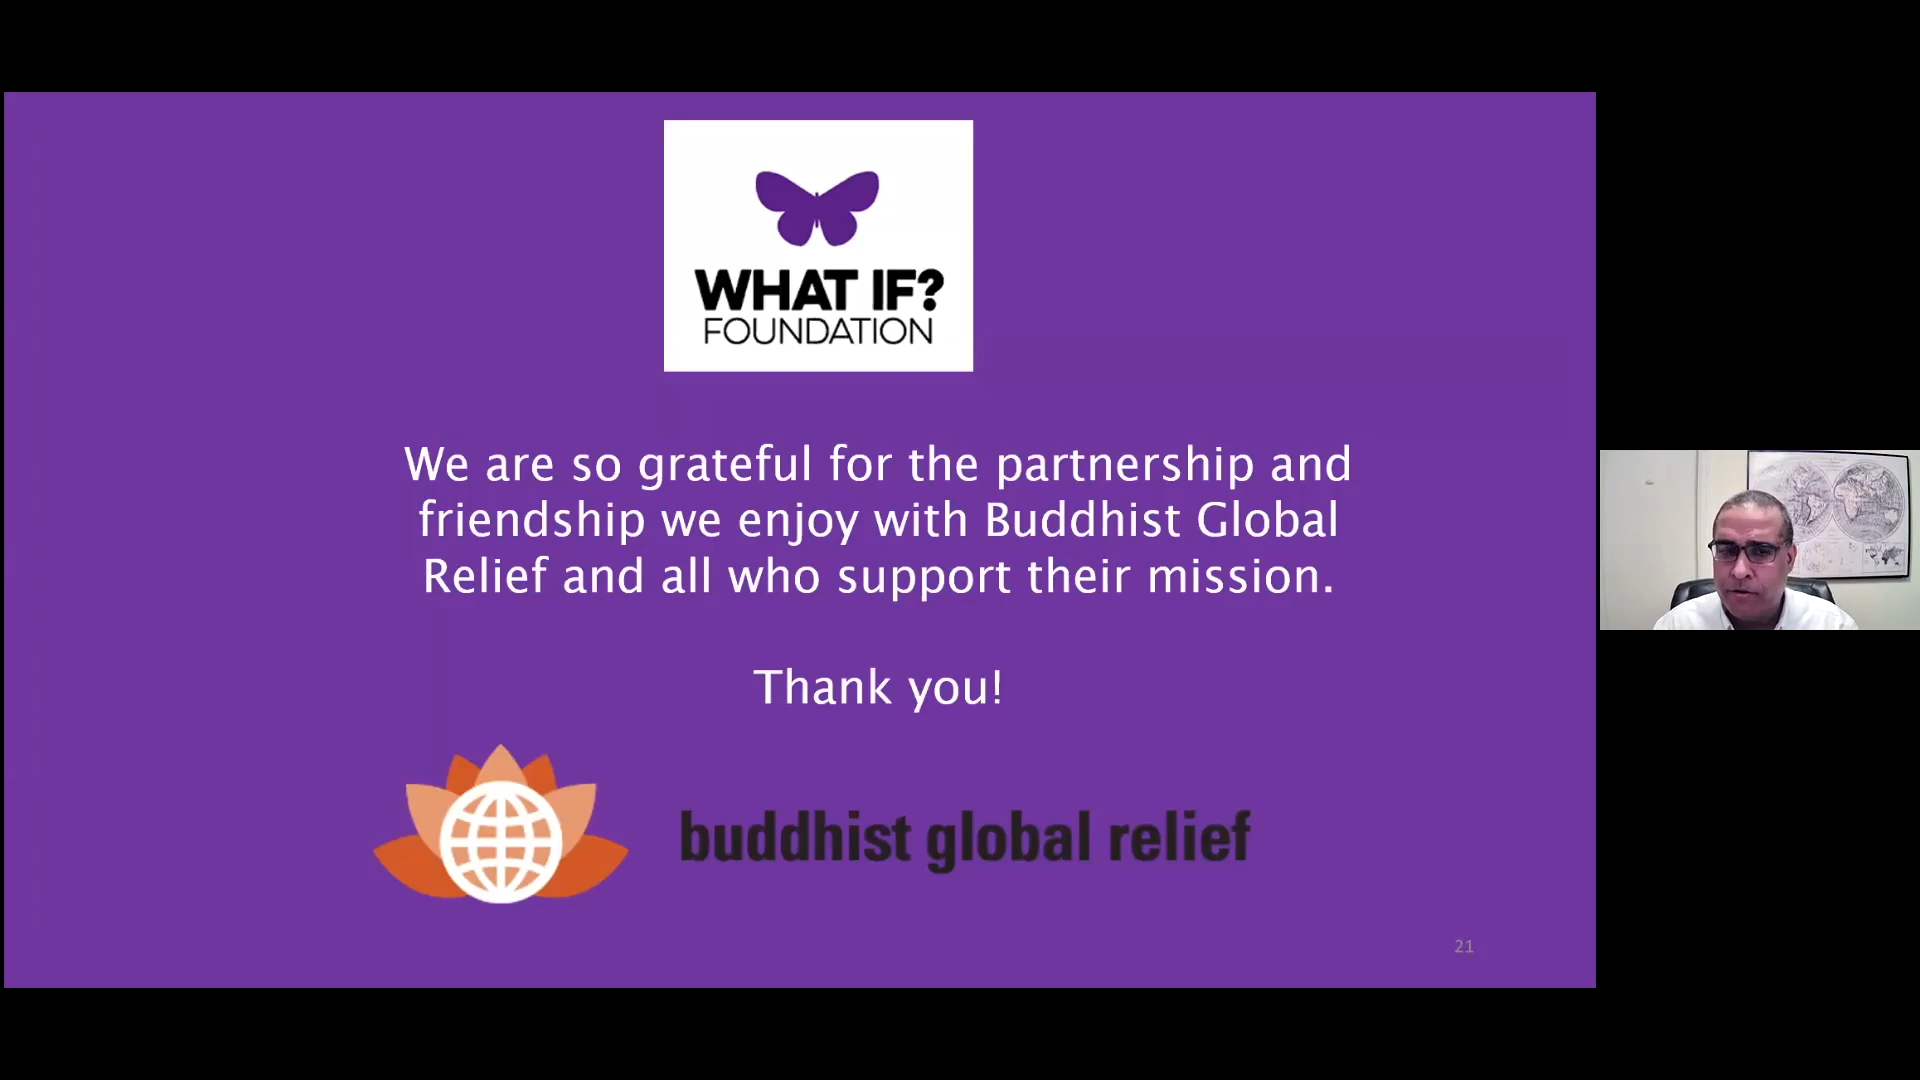 WHAT IF?
FOUNDATION
We are so grateful for the partnership and
friendship we enjoy with Buddhist Global
Relief and all who support their mission.
Thank you!
buddhist global relief
21